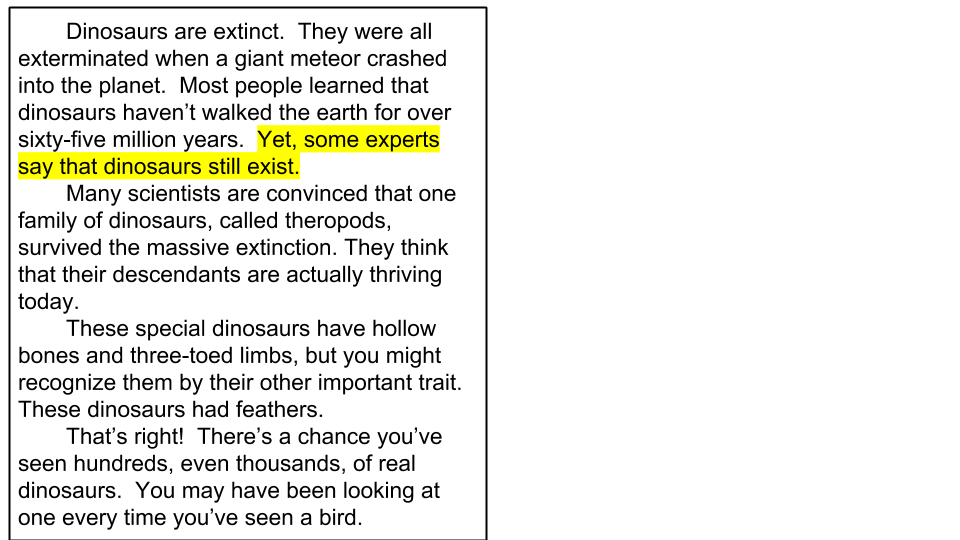 Dinosaurs are extinct.  They were all
exterminated when a giant meteor crashed
into the planet.  Most people learned that
dinosaurs haven’t walked the earth for over
sixty-five million years.  Yet, some experts
say that dinosaurs still exist.
Many scientists are convinced that one
family of dinosaurs, called theropods,
survived the massive extinction. They think
that their descendants are actually thriving
today.
These special dinosaurs have hollow
bones and three-toed limbs, but you might
recognize them by their other important trait.
These dinosaurs had feathers.
That’s right!  There’s a chance you’ve
seen hundreds, even thousands, of real
dinosaurs.  You may have been looking at
one every time you’ve seen a bird.